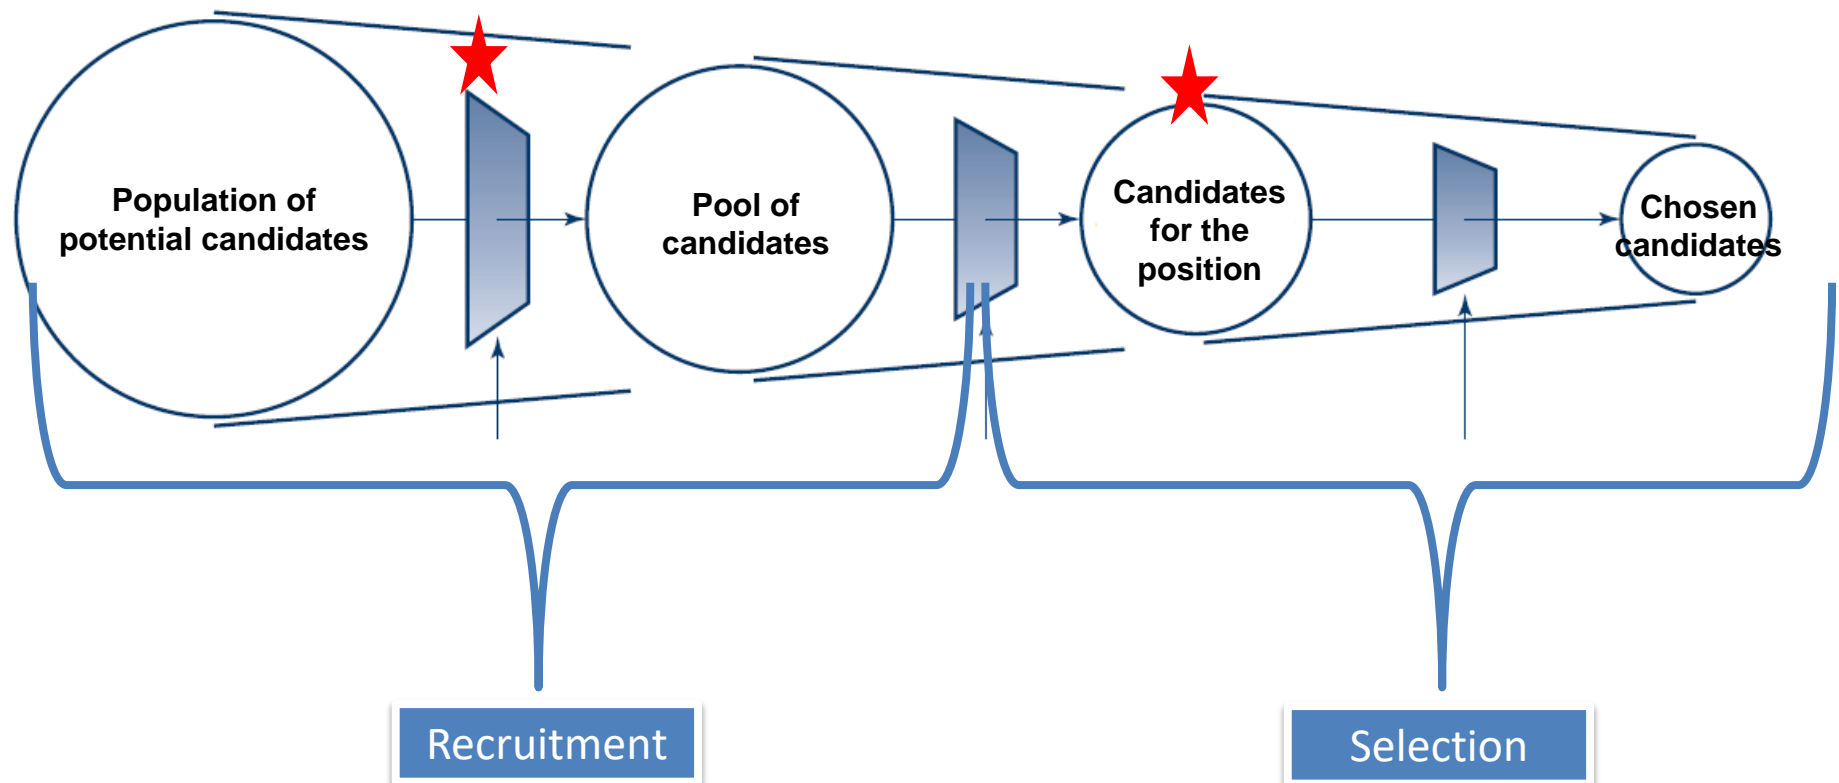 Population of
potential candidates
Pool of
candidates
Candidates
for the
position
Chosen
candidates
Recruitment
Selection